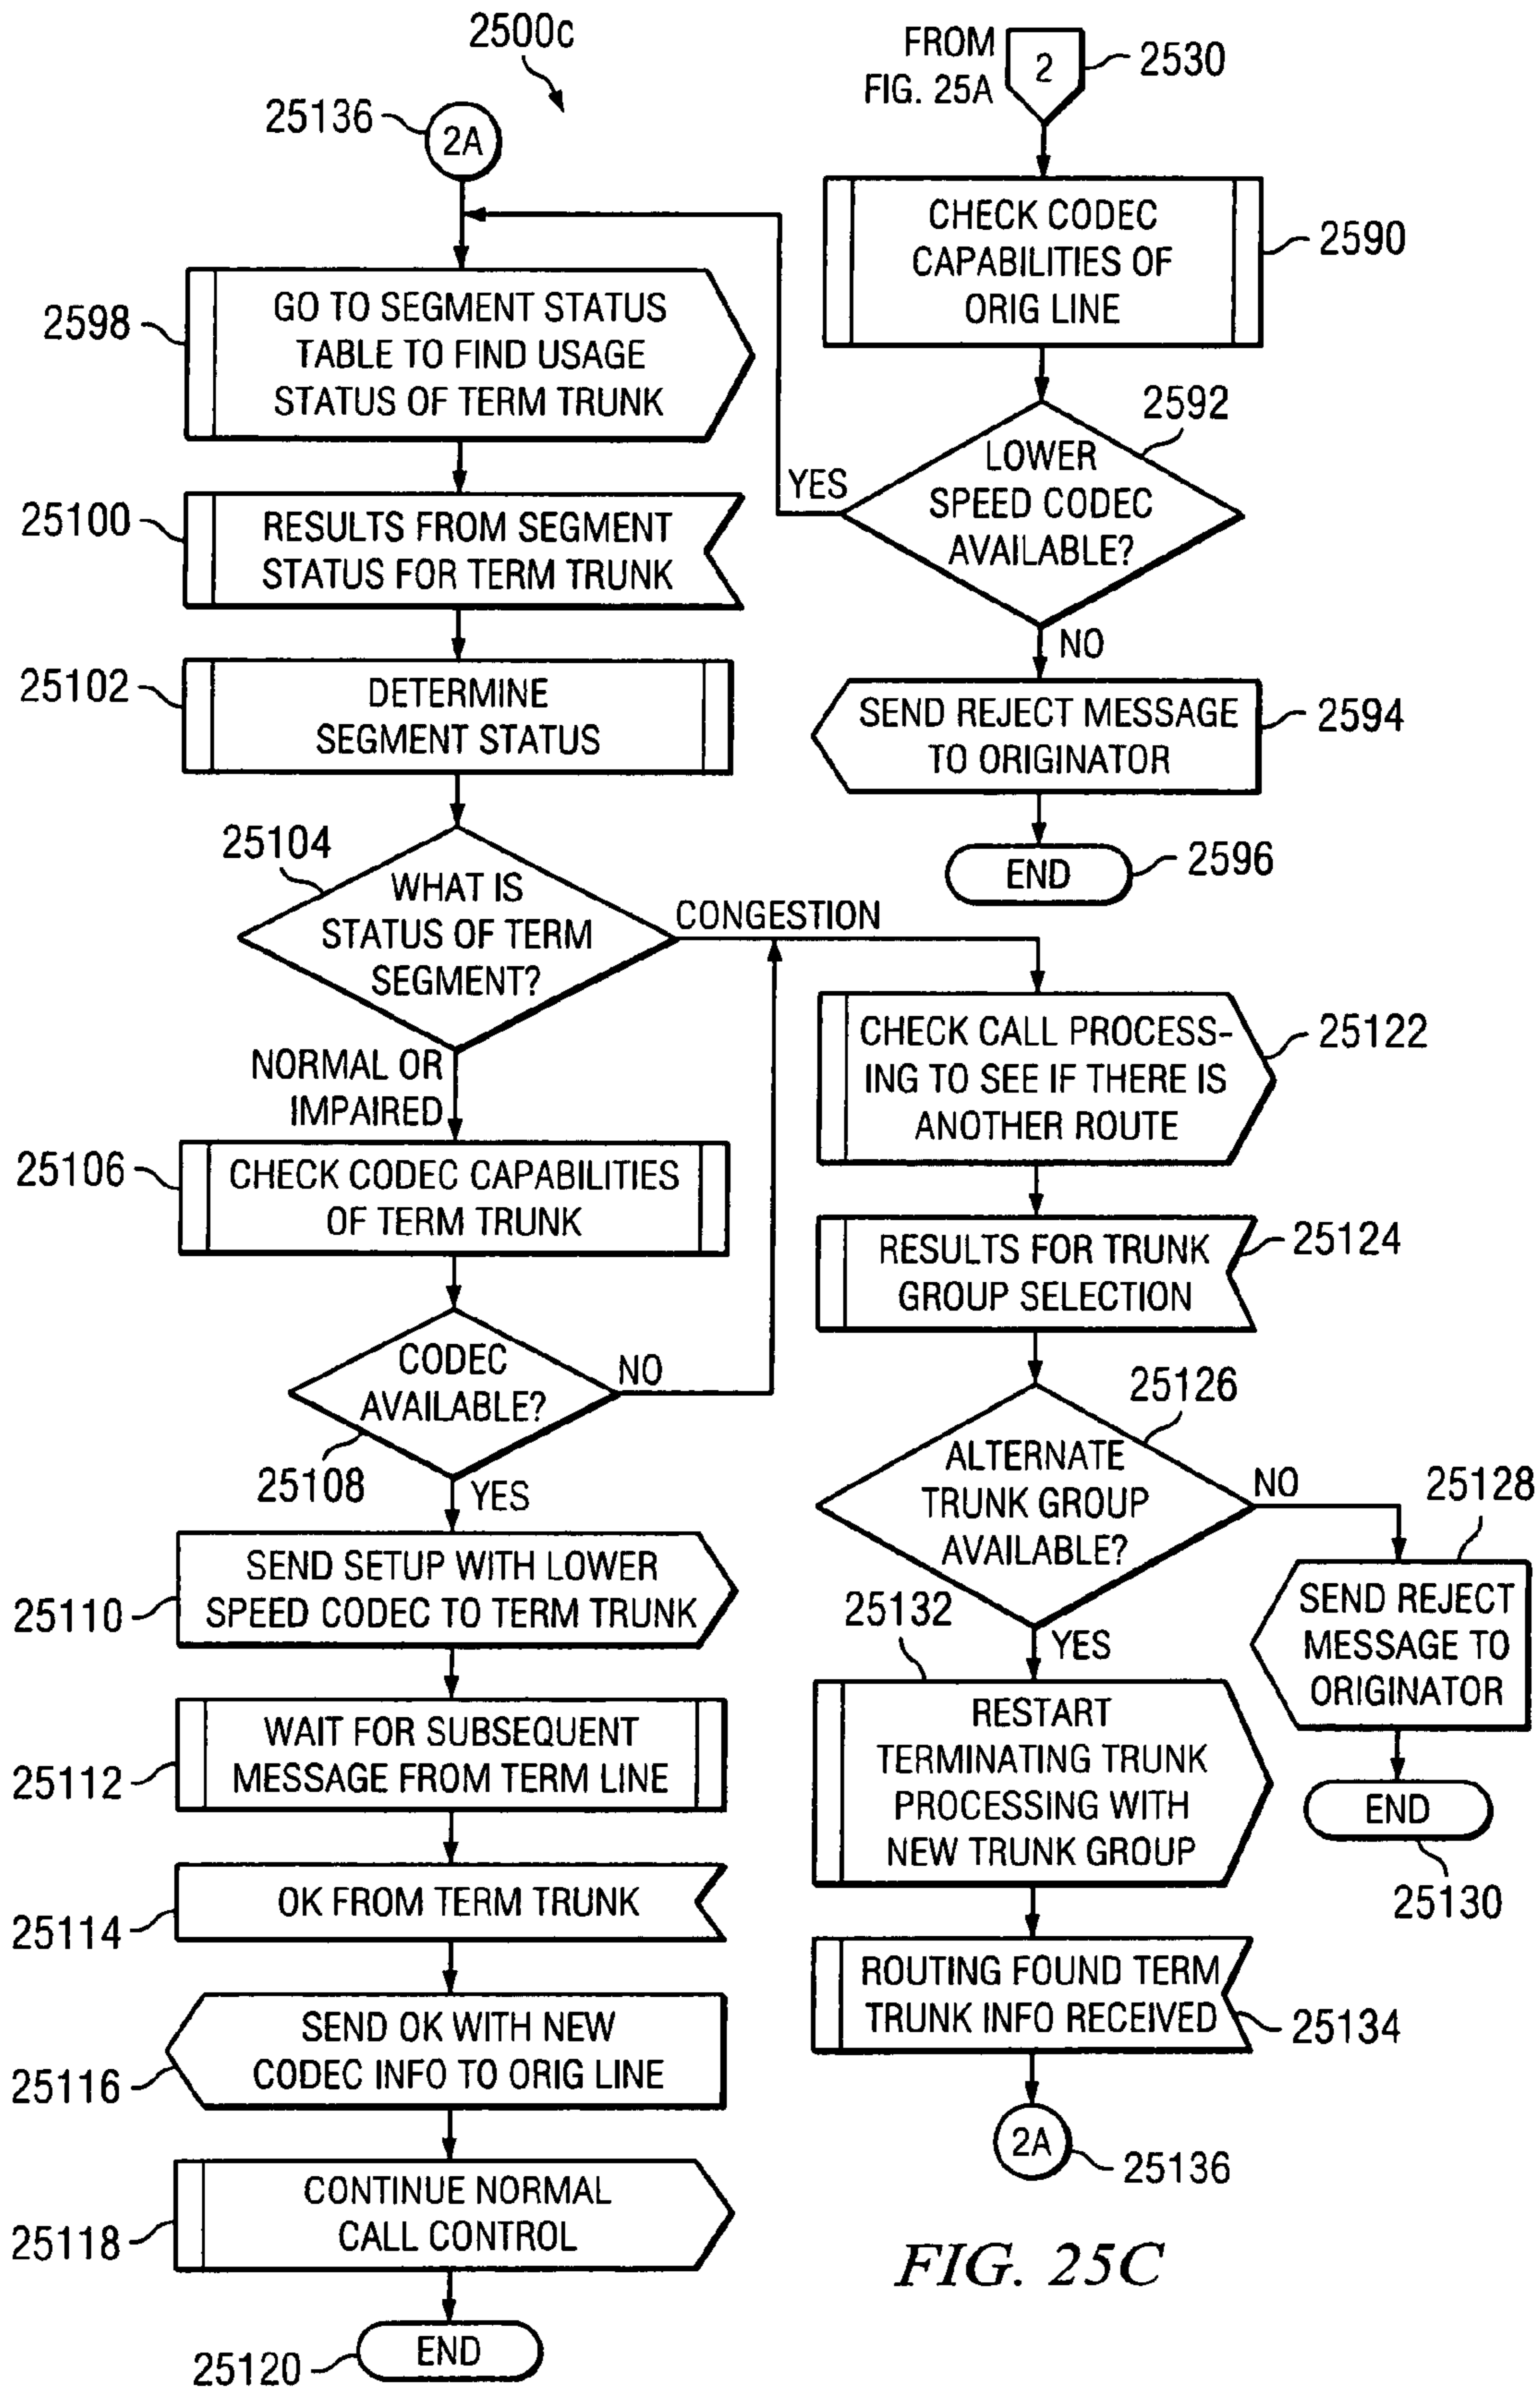 2500c
25136
2A
FROM
FIG. 25A
2
2530
CHECK CODEC
CAPABILITIES OF
ORIG LINE
2590
2598
GO TO SEGMENT STATUS
TABLE TO FIND USAGE
STATUS OF TERM TRUNK
2592
LOWER
SPEED CODEC
AVAILABLE?
YES
NO
25100
RESULTS FROM SEGMENT
STATUS FOR TERM TRUNK
25102
DETERMINE
SEGMENT STATUS
SEND REJECT MESSAGE
TO ORIGINATOR
2594
END
2596
25104
WHAT IS
STATUS OF TERM
SEGMENT?
CONGESTION
NORMAL OR
IMPAIRED
25106
CHECK CODEC CAPABILITIES
OF TERM TRUNK
CODEC
AVAILABLE?
NO
25108
YES
25110
SEND SETUP WITH LOWER
SPEED CODEC TO TERM TRUNK
25112
WAIT FOR SUBSEQUENT
MESSAGE FROM TERM LINE
25114
OK FROM TERM TRUNK
25116
SEND OK WITH NEW
CODEC INFO TO ORIG LINE
25118
CONTINUE NORMAL
CALL CONTROL
25120
END
CHECK CALL PROCESS-
ING TO SEE IF THERE IS
ANOTHER ROUTE
25122
RESULTS FOR TRUNK
GROUP SELECTION
25124
25126
ALTERNATE
TRUNK GROUP
AVAILABLE?
NO
25128
SEND REJECT
MESSAGE TO
ORIGINATOR
END
25130
YES
25132
RESTART
TERMINATING TRUNK
PROCESSING WITH
NEW TRUNK GROUP
ROUTING FOUND TERM
TRUNK INFO RECEIVED
25134
2A
25136
FIG. 25C